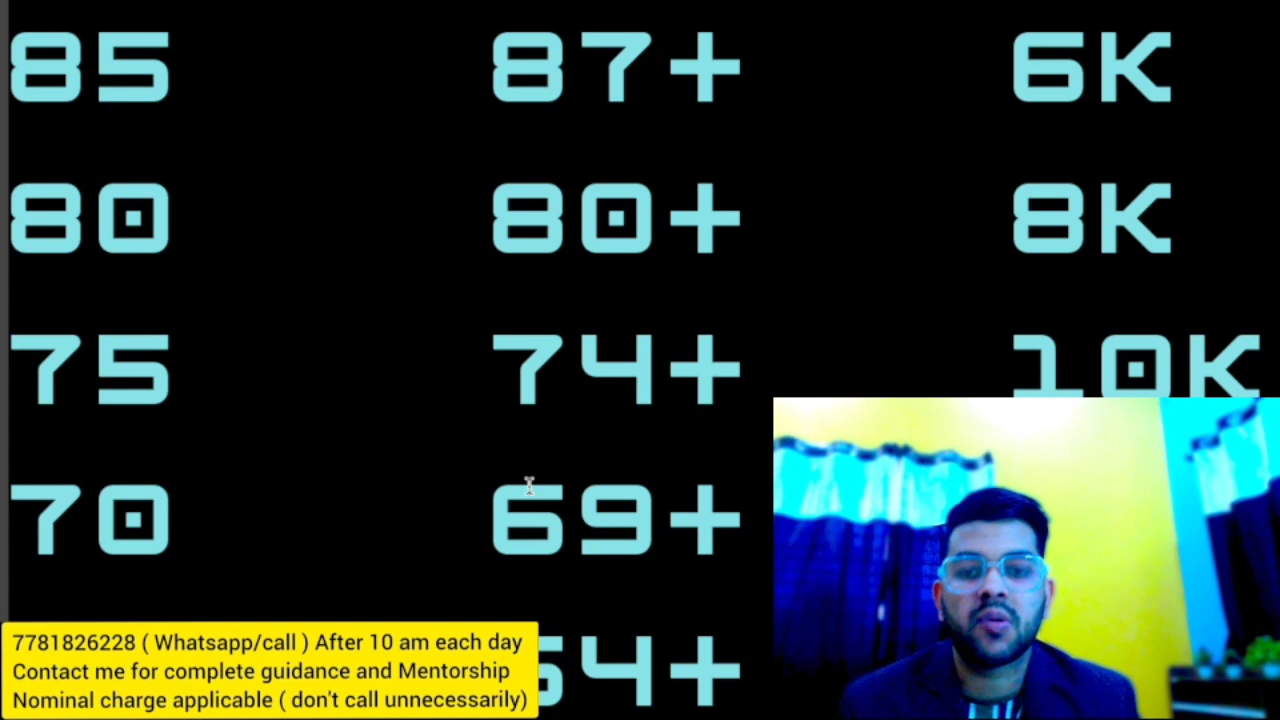 85 87+ 6K
80 80+ 8K
75 74+ 10K
70 69+
7781826228 ( Whatsapp/call ) After 10 am each day
Contact me for complete guidance and Mentorship
Nominal charge applicable ( don't call unnecessarily)